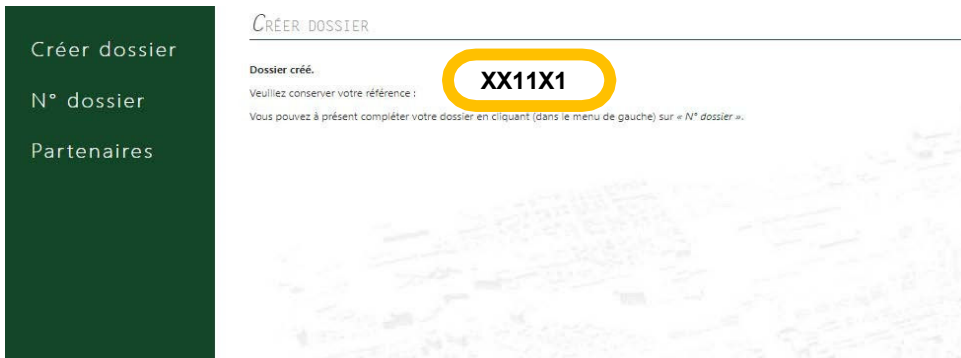 Créer dossier
N° dossier
Partenaires
CRÉER DOSSIER
Dossier créé.
Veuillez conserver votre référence :
XX11X1
Vous pouvez à présent compléter votre dossier en cliquant (dans le menu de gauche) sur « N° dossier ».